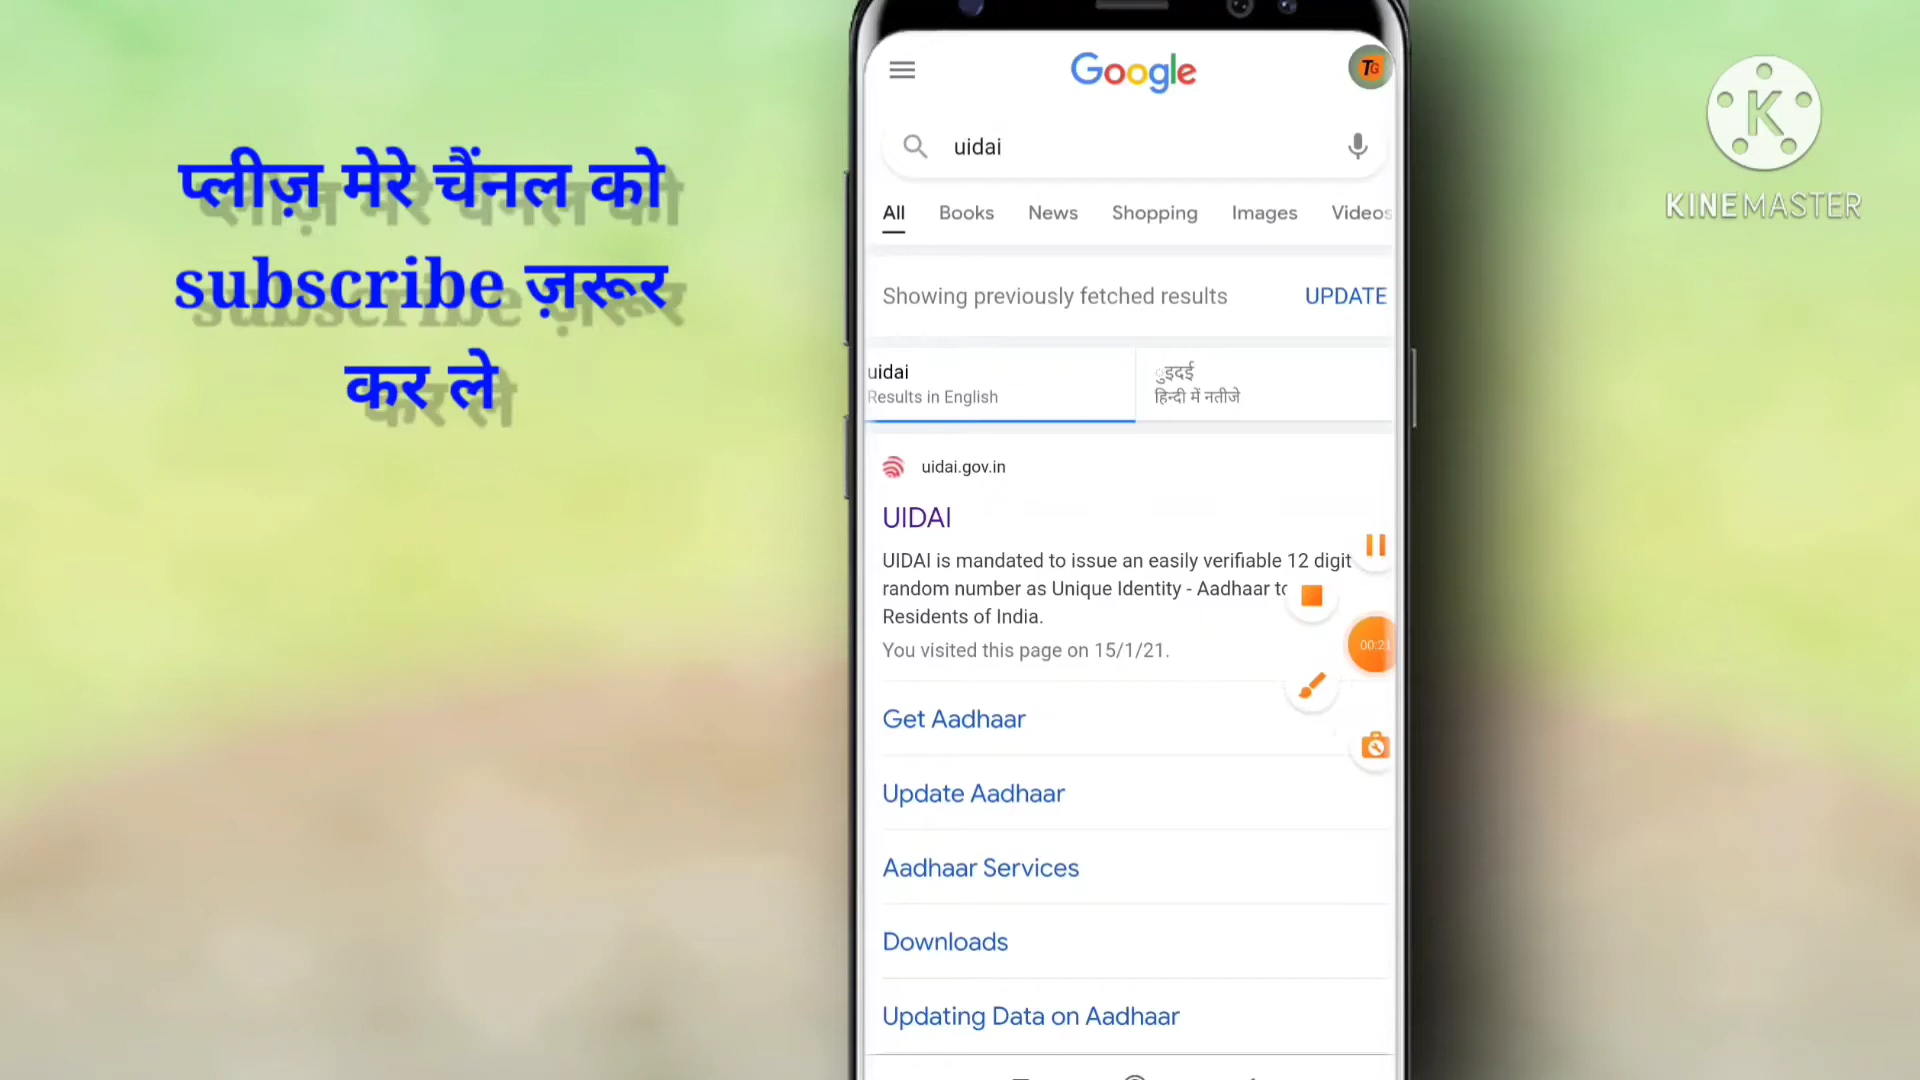 प्लीज़ मेरे चैंनल को
subscribe ज़रूर
कर ले
Google
TG
uidai
All Books News Shopping Images Videos
Showing previously fetched results UPDATE
uidai
Results in English
ुइदई
हिन्दी में नतीजे
uidai.gov.in
UIDAI
UIDAI is mandated to issue an easily verifiable 12 digit
random number as Unique Identity - Aadhaar to
Residents of India.
You visited this page on 15/1/21.
Get Aadhaar
Update Aadhaar
Aadhaar Services
Downloads
Updating Data on Aadhaar
K
KINEMASTER